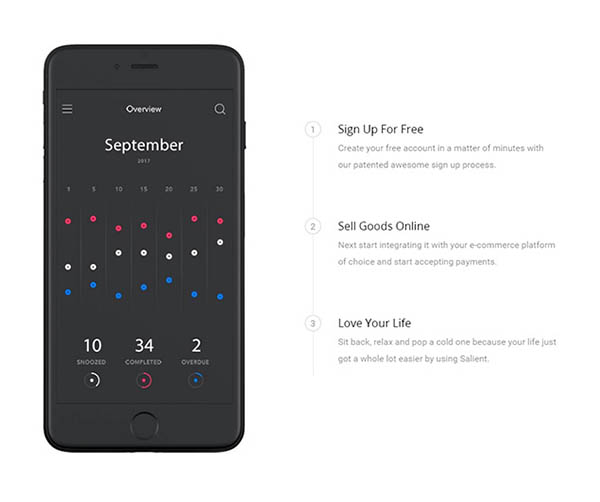 Overview
September
2017
1 5 10 15 20 25 30
10 34 2
SNOOZED COMPLETED OVERDUE
1 Sign Up For Free
Create your free account in a matter of minutes with
our patented awesome sign up process.
2 Sell Goods Online
Next start integrating it with your e-commerce platform
of choice and start accepting payments.
3 Love Your Life
Sit back, relax and pop a cold one because your life just
got a whole lot easier by using Salient.